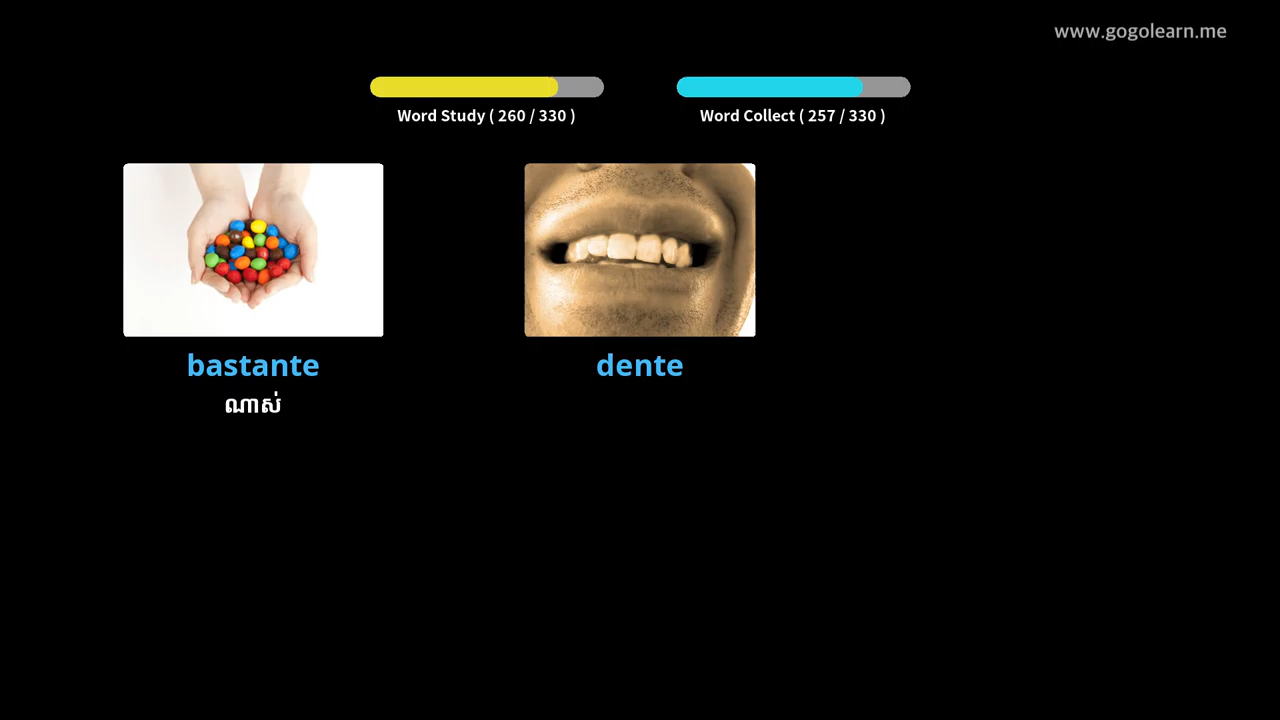 www.gogolearn.me
Word Study ( 260 / 330 )
Word Collect ( 257 / 330 )
bastante
dente
ណាស់